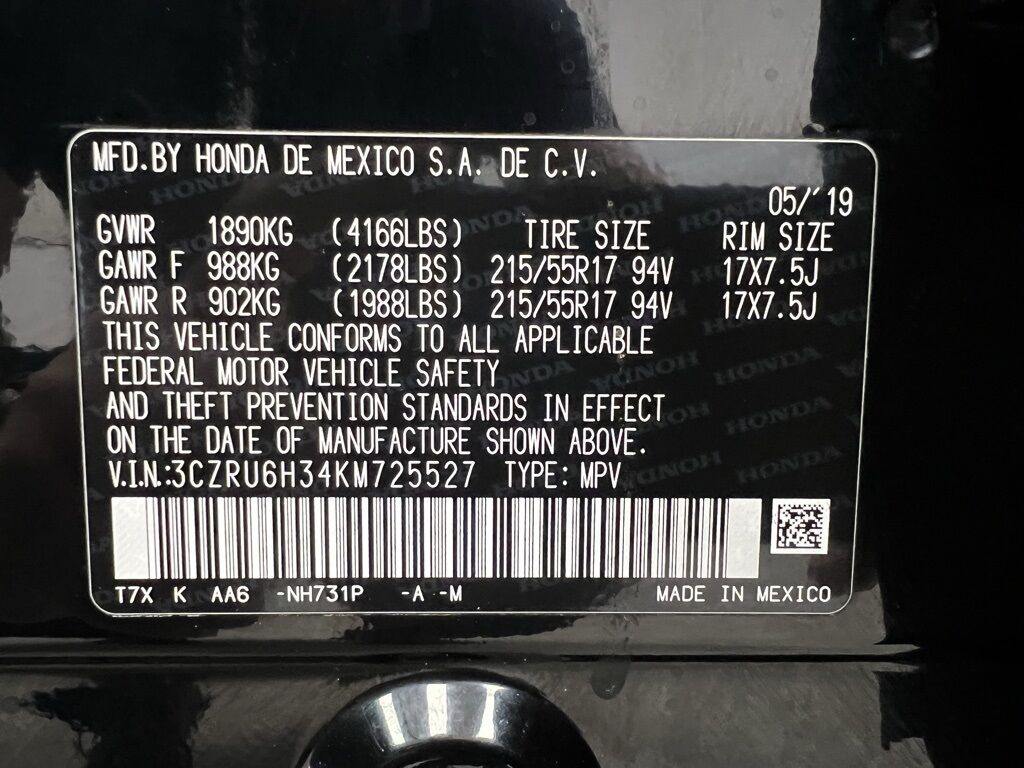 MFD.BY HONDA DE MEXICO S.A. DE C.V.
05/'19
GVWR 1890KG (4166LBS) TIRE SIZE RIM SIZE
GAWR F 988KG (2178LBS) 215/55R17 94V 17X7.5J
GAWR R 902KG (1988LBS) 215/55R17 94V 17X7.5J
THIS VEHICLE CONFORMS TO ALL APPLICABLE
FEDERAL MOTOR VEHICLE SAFETY
AND THEFT PREVENTION STANDARDS IN EFFECT
ON THE DATE OF MANUFACTURE SHOWN ABOVE.
V.I.N.:3CZRU6H34KM725527 TYPE: MPV
T7X K AA6 -NH731P -A -M MADE IN MEXICO